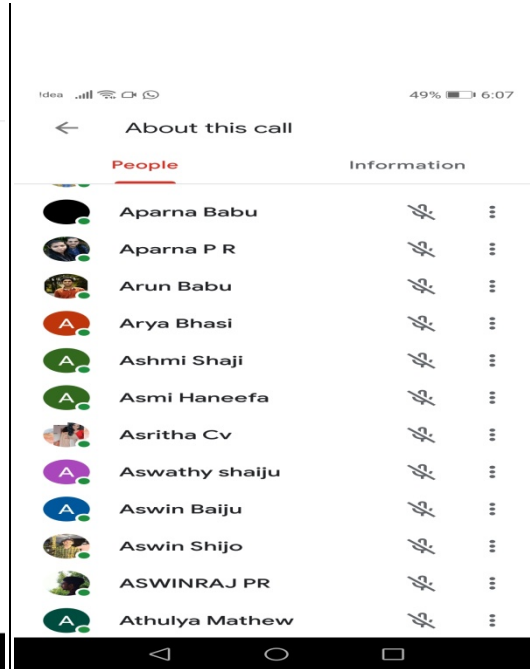 Idea 49% 6:07
About this call
People Information
Aparna Babu
Aparna P R
Arun Babu
A Arya Bhasi
A Ashmi Shaji
A Asmi Haneefa
Asritha Cv
A Aswathy shaiju
A Aswin Baiju
Aswin Shijo
ASWINRAJ PR
A Athulya Mathew